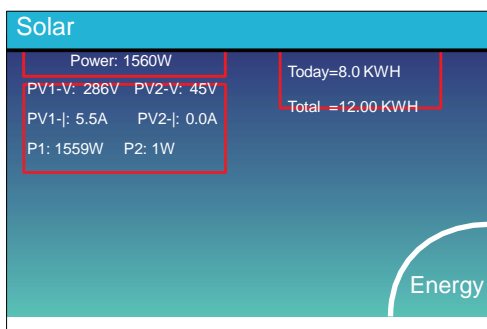 Solar
Power: 1560W
PV1-V: 286V PV2-V: 45V
PV1-|: 5.5A PV2-|: 0.0A
P1: 1559W P2: 1W
Today=8.0 KWH
Total =12.00 KWH
Energy